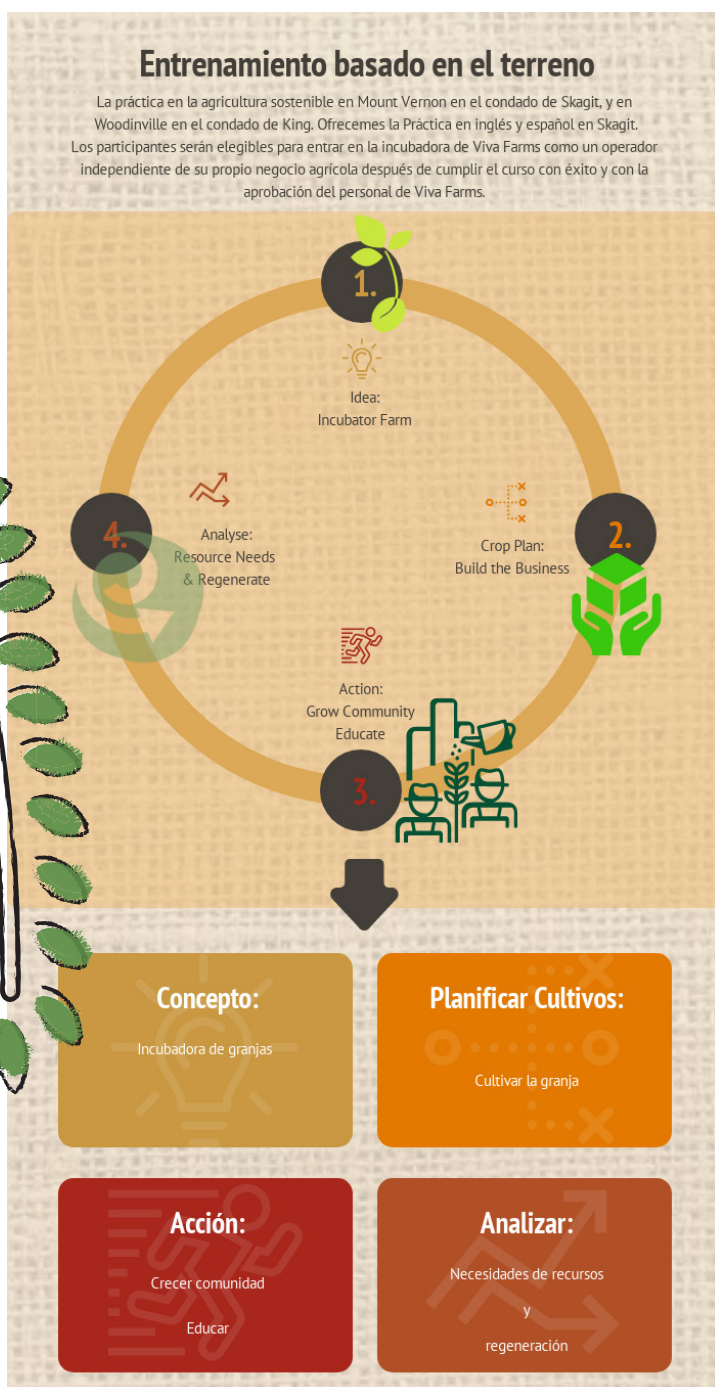 Entrenamiento basado en el terreno
La práctica en la agricultura sostenible en Mount Vernon en el condado de Skagit, y en
Woodinville en el condado de King. Ofrecemes la Práctica en inglés y español en Skagit.
Los participantes serán elegibles para entrar en la incubadora de Viva Farms como un operador
independiente de su propio negocio agrícola después de cumplir el curso con éxito y con la
aprobación del personal de Viva Farms.
1.
Idea:
Incubator Farm
2.
Crop Plan:
Build the Business
4.
Analyse:
Resource Needs
& Regenerate
Action:
Grow Community
Educate
3.
Concepto:
Incubadora de granjas
Planificar Cultivos:
Cultivar la granja
Acción:
Crecer comunidad
Educar
Analizar:
Necesidades de recursos
y
regeneración